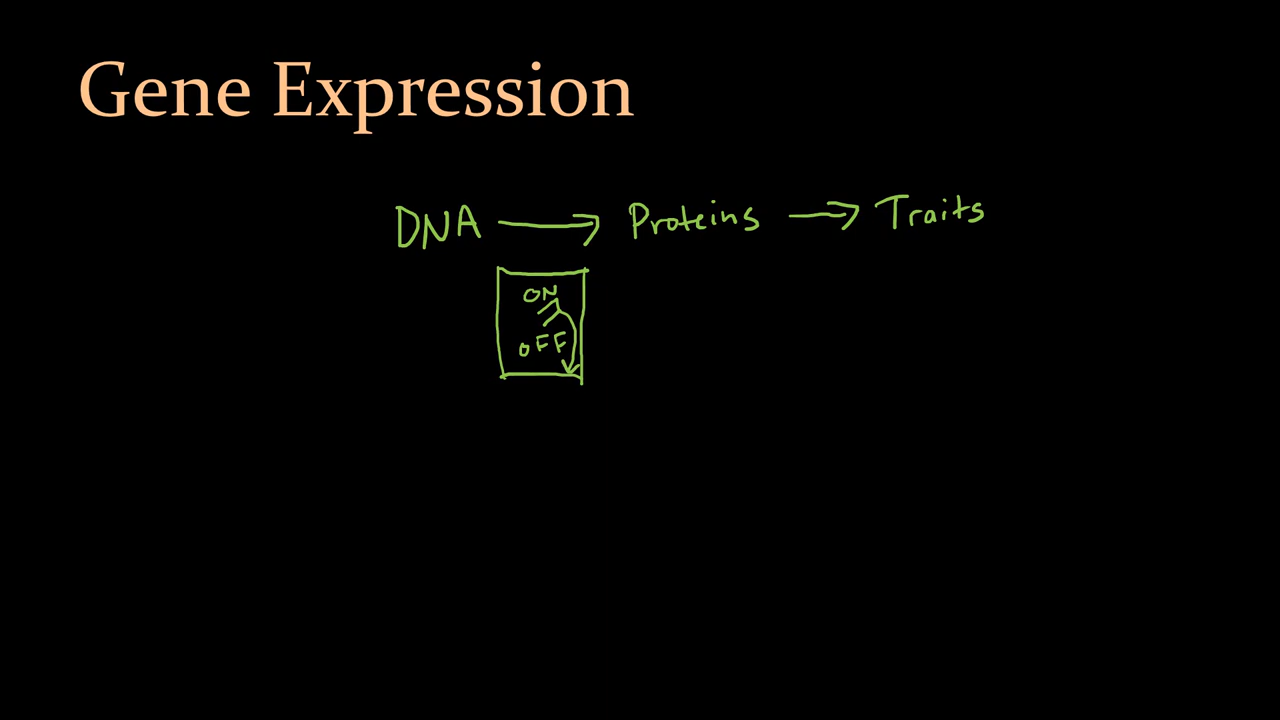 Gene Expression
DNA → Proteins → Traits
ON
OFF